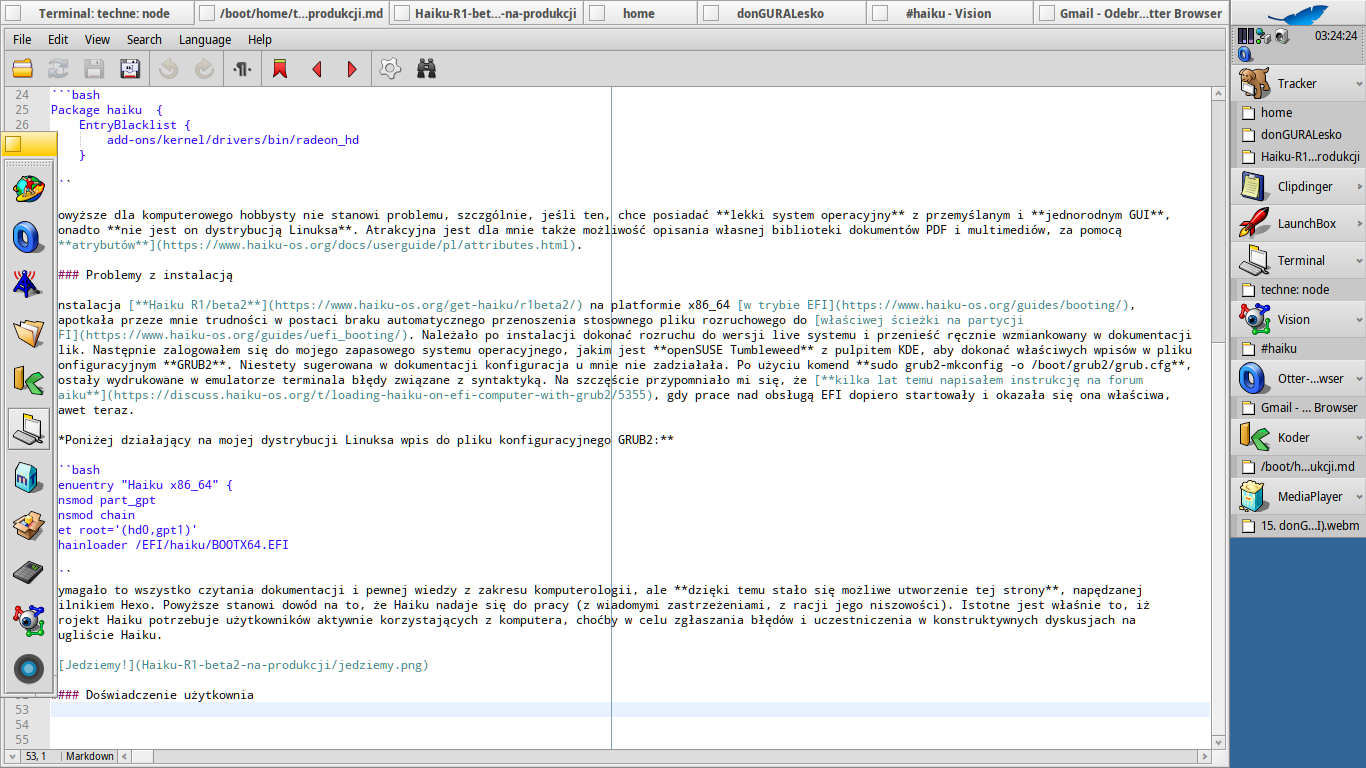 Terminal: techne: node
/boot/home/t...produkcji.md
Haiku-R1-bet...-na-produkcji
home
donGURALesko
#haiku - Vision
Gmail - Odebr...tter Browser
File Edit View Search Language Help
24 ```bash
25 Package haiku {
26 EntryBlacklist {
add-ons/kernel/drivers/bin/radeon_hd
}
``
owyższe dla komputerowego hobbysty nie stanowi problemu, szczególnie, jeśli ten, chce posiadać **lekki system operacyjny** z przemyślanym i **jednorodnym GUI**,
onadto **nie jest on dystrybucją Linuksa**. Atrakcyjna jest dla mnie także możliwość opisania własnej biblioteki dokumentów PDF i multimediów, za pomocą
**atrybutów**](https://www.haiku-os.org/docs/userguide/pl/attributes.html).
### Problemy z instalacją
nstalacja [**Haiku R1/beta2**](https://www.haiku-os.org/get-haiku/r1beta2/) na platformie x86_64 [w trybie EFI](https://www.haiku-os.org/guides/booting/),
apotkała przeze mnie trudności w postaci braku automatycznego przenoszenia stosownego pliku rozruchowego do [właściwej ścieżki na partycji
FI](https://www.haiku-os.org/guides/uefi_booting/). Należało po instalacji dokonać rozruchu do wersji live systemu i przenieść ręcznie wzmiankowany w dokumentacji
lik. Następnie zalogowałem się do mojego zapasowego systemu operacyjnego, jakim jest **openSUSE Tumbleweed** z pulpitem KDE, aby dokonać właściwych wpisów w pliku
onfiguracyjnym **GRUB2**. Niestety sugerowana w dokumentacji konfiguracja u mnie nie zadziałała. Po użyciu komend **sudo grub2-mkconfig -o /boot/grub2/grub.cfg**,
ostały wydrukowane w emulatorze terminala błędy związane z syntaktyką. Na szczęście przypomniało mi się, że [**kilka lat temu napisałem instrukcję na forum
aiku**](https://discuss.haiku-os.org/t/loading-haiku-on-efi-computer-with-grub2/5355), gdy prace nad obsługą EFI dopiero startowały i okazała się ona właściwa,
awet teraz.
*Poniżej działający na mojej dystrybucji Linuksa wpis do pliku konfiguracyjnego GRUB2:**
``bash
enuentry "Haiku x86_64" {
nsmod part_gpt
nsmod chain
et root='(hd0,gpt1)'
hainloader /EFI/haiku/BOOTX64.EFI
``
ymagało to wszystko czytania dokumentacji i pewnej wiedzy z zakresu komputerologii, ale **dzięki temu stało się możliwe utworzenie tej strony**, napędzanej
ilnikiem Hexo. Powyższe stanowi dowód na to, że Haiku nadaje się do pracy (z wiadomymi zastrzeżeniami, z racji jego niszowości). Istotne jest właśnie to, iż
rojekt Haiku potrzebuje użytkowników aktywnie korzystających z komputera, choćby w celu zgłaszania błędów i uczestniczenia w konstruktywnych dyskusjach na
ugliście Haiku.
[Jedziemy!](Haiku-R1-beta2-na-produkcji/jedziemy.png)
### Doświadczenie użytkownia
53
54
55
53, 1 Markdown
03:24:24
Tracker
home
donGURALesko
Haiku-R1...rodukcji
Clipdinger
LaunchBox
Terminal
techne: node
Vision
#haiku
Otter-...wser
Gmail - ... Browser
Koder
/boot/h...ukcji.md
MediaPlayer
15. donG...I).webm